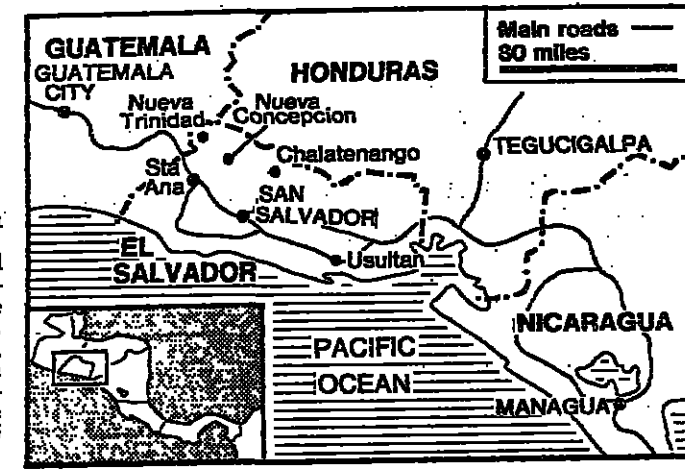 Main roads
80 miles
GUATEMALA
GUATEMALA
CITY
HONDURAS
Nueva
Trinidad
Nueva
Concepcion
Chalatenango
TEGUCIGALPA
Sta
Ana
SAN
SALVADOR
EL
SALVADOR
Usultan
NICARAGUA
PACIFIC
OCEAN
MANAGUA